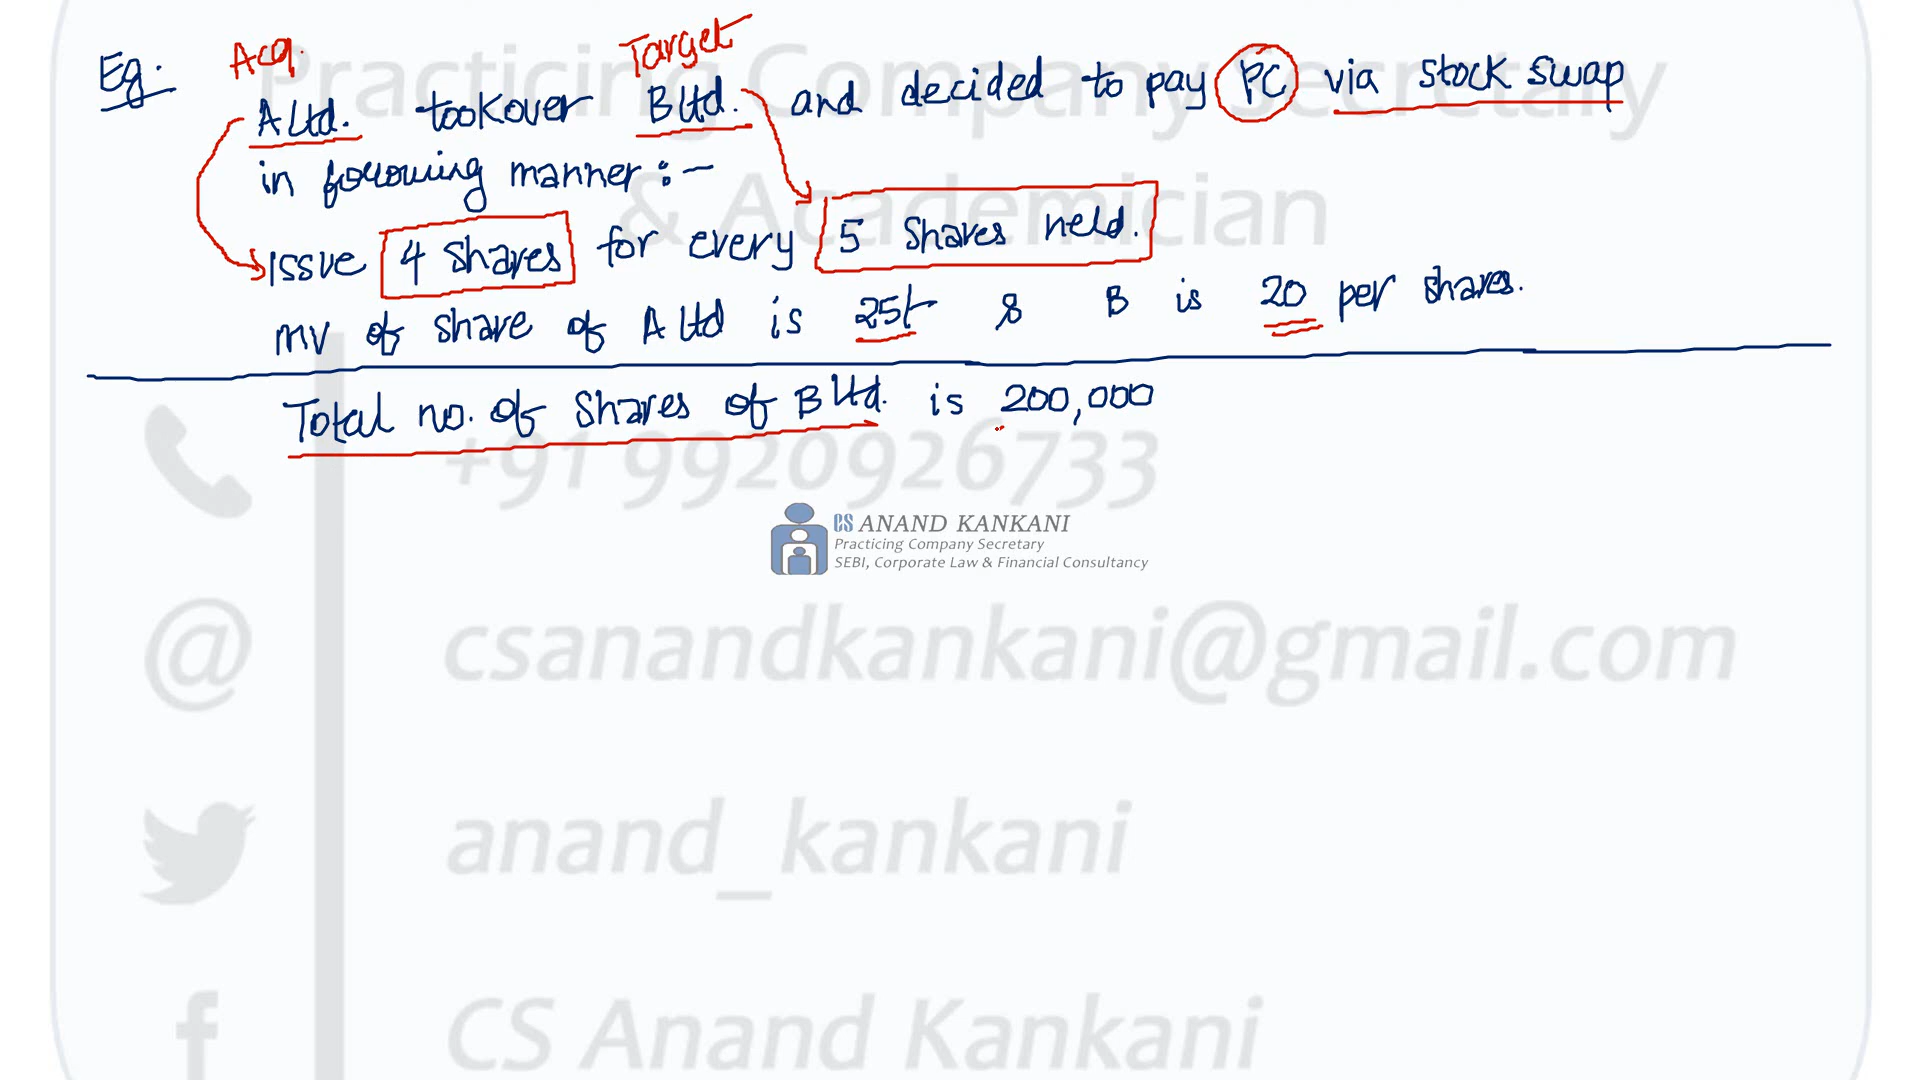 Acq.
Target
Eg:
A Ltd. tookover B Ltd. and decided to pay PC via stock swap
in following manner :-
Issue 4 shares for every 5 shares held.
MV of share of A Ltd is 25/- & B is 20 per shares.
Total no. of shares of B Ltd. is 200,000
Practicing Company Secretary
& Academician
+91 9920926733
CS ANAND KANKANI
Practicing Company Secretary
SEBI, Corporate Law & Financial Consultancy
@ csanandkankani@gmail.com
anand_kankani
f CS Anand Kankani